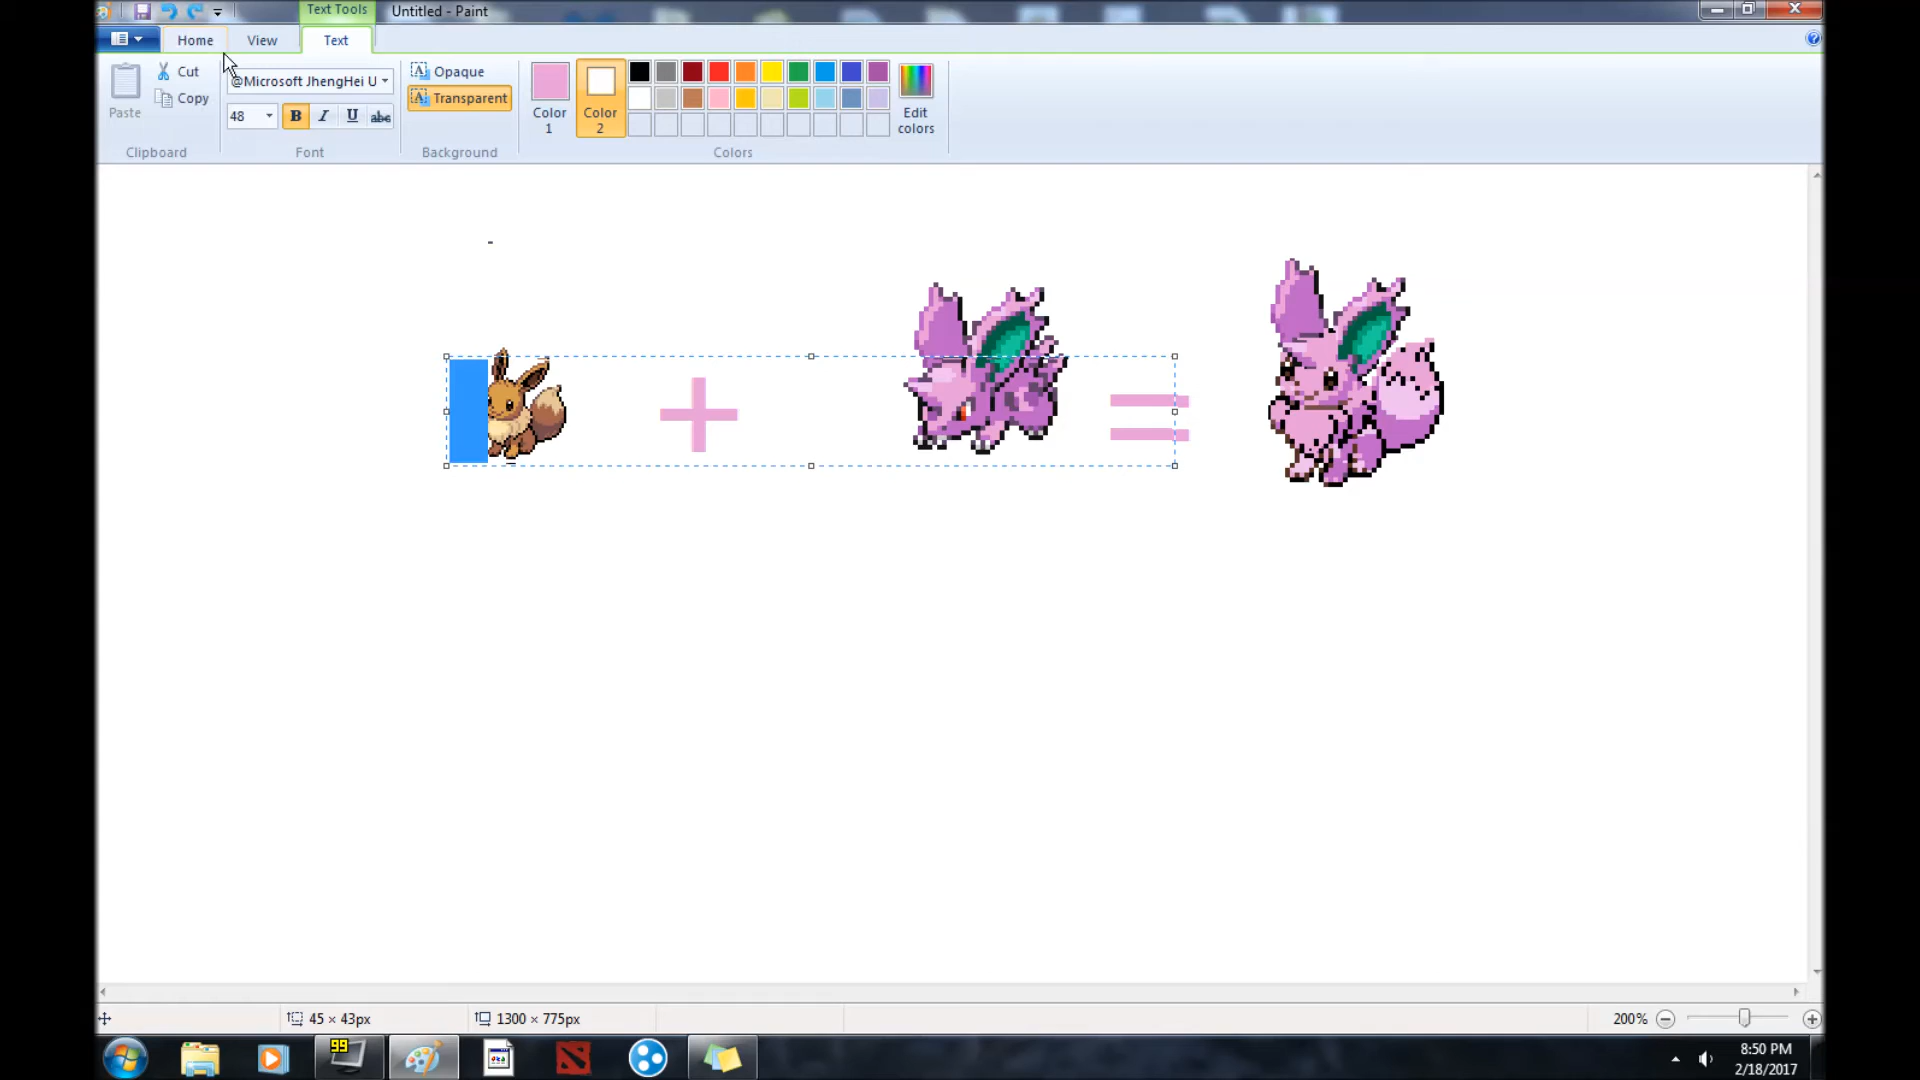 Text Tools
Untitled - Paint
Home
View
Text
Paste
Cut
Copy
Clipboard
@Microsoft JhengHei U
48
B
I
U
abc
Font
Opaque
Transparent
Background
Color
1
Color
2
Edit
colors
Colors
+
=
45 × 43px
1300 × 775px
200%
99
8:50 PM
2/18/2017